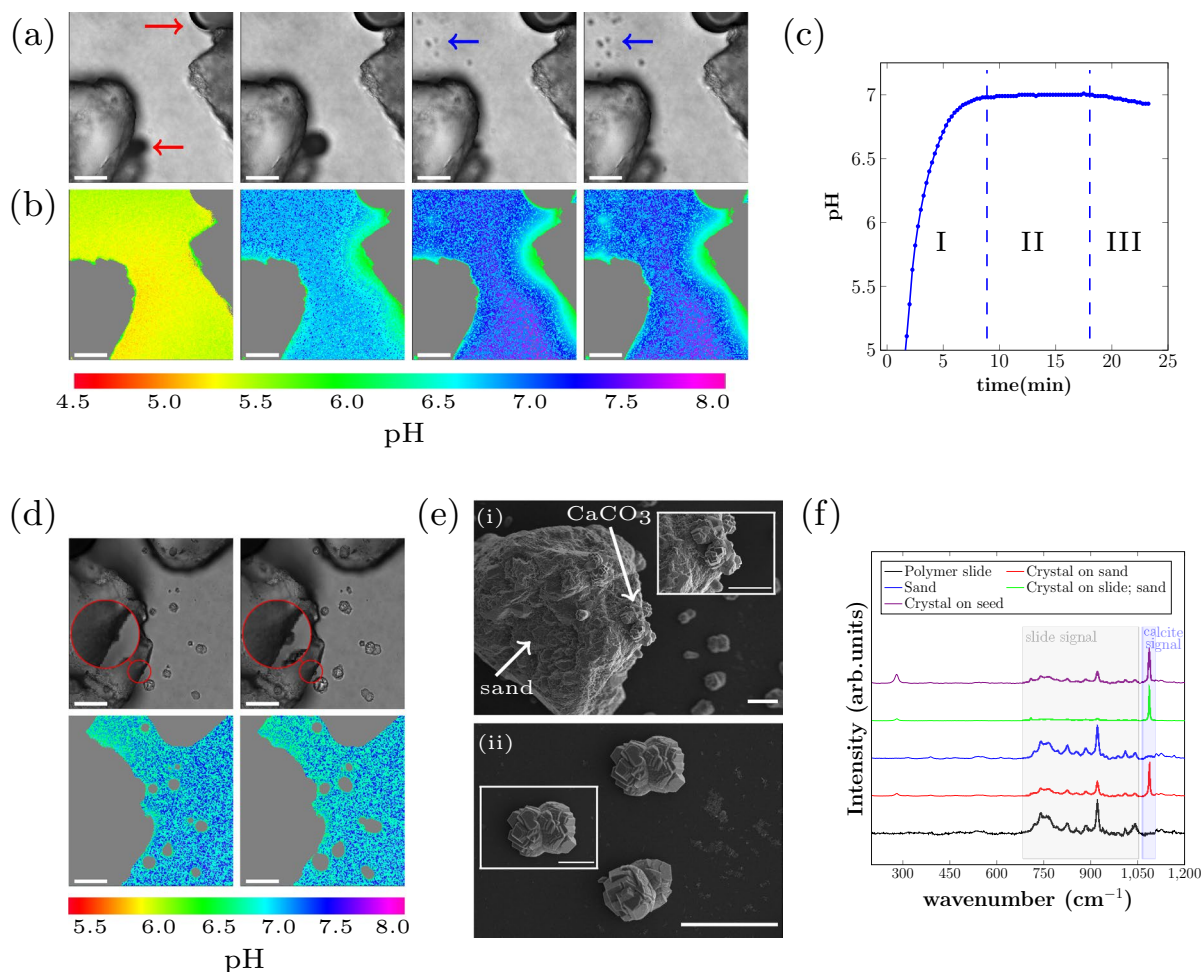 (a)
(b)
4.5 5.0 5.5 6.0 6.5 7.0 7.5 8.0
pH
(c)
7
6.5
6
5.5
5
pH
I II III
0 5 10 15 20 25
time(min)
(d)
5.5 6.0 6.5 7.0 7.5 8.0
pH
(e)
(i)
CaCO3
sand
(ii)
(f)
Polymer slide
Sand
Crystal on seed
Crystal on sand
Crystal on slide; sand
slide signal
calcite
signal
Intensity (arb.units)
300 450 600 750 900 1,050 1,200
wavenumber (cm−1)